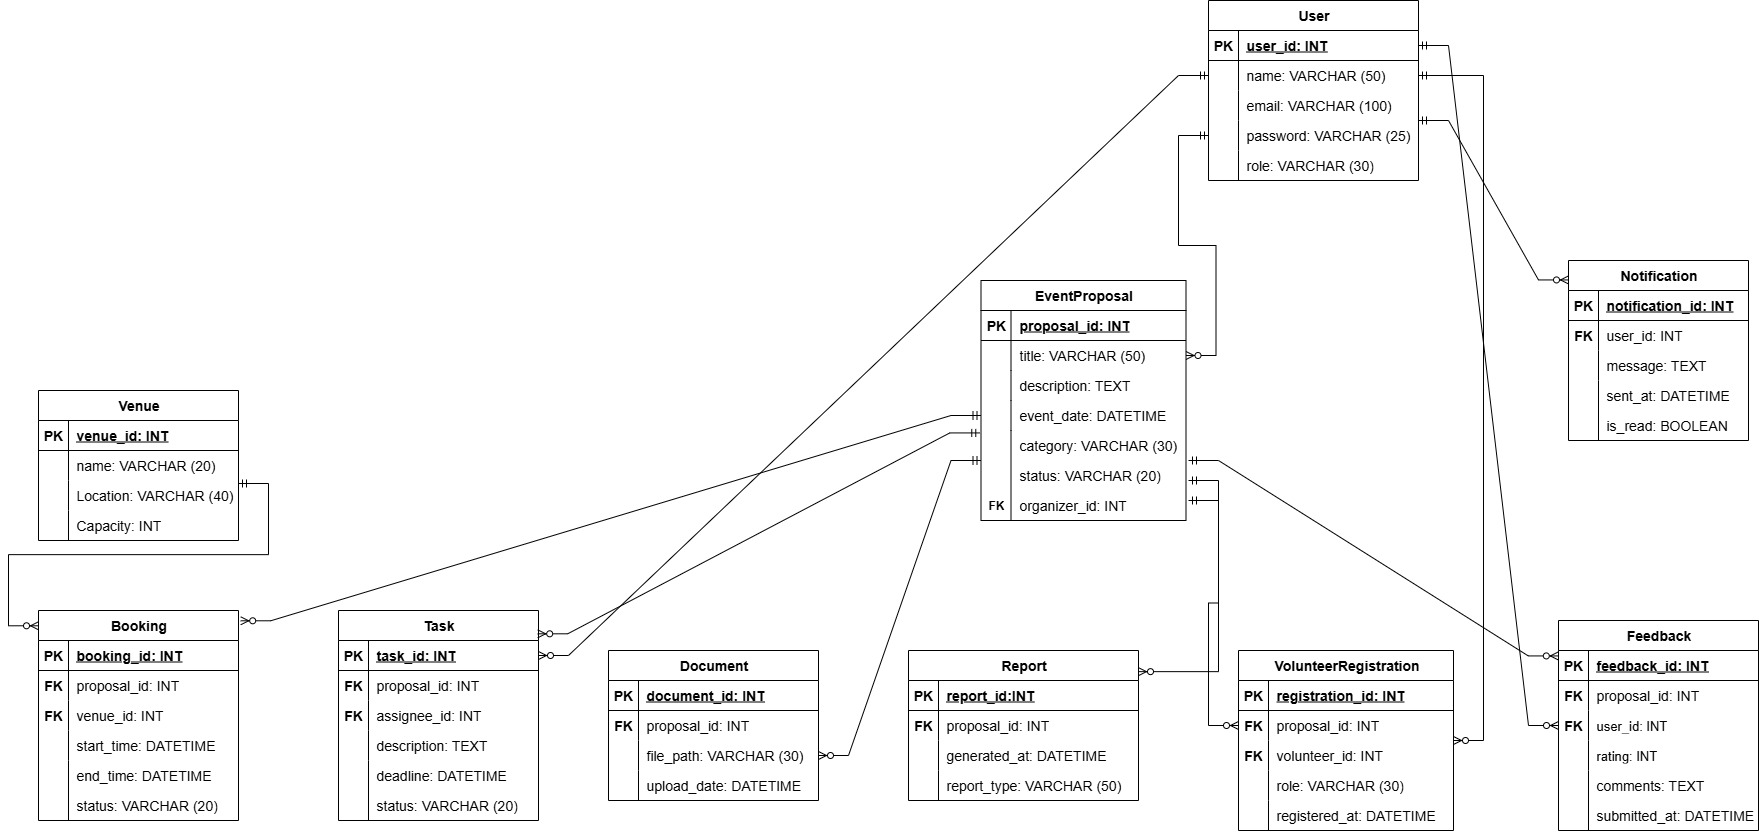 User
PK user_id: INT
name: VARCHAR (50)
email: VARCHAR (100)
password: VARCHAR (25)
role: VARCHAR (30)
Notification
PK notification_id: INT
FK user_id: INT
message: TEXT
sent_at: DATETIME
is_read: BOOLEAN
EventProposal
PK proposal_id: INT
title: VARCHAR (50)
description: TEXT
event_date: DATETIME
category: VARCHAR (30)
status: VARCHAR (20)
FK organizer_id: INT
Venue
PK venue_id: INT
name: VARCHAR (20)
Location: VARCHAR (40)
Capacity: INT
Booking
PK booking_id: INT
FK proposal_id: INT
FK venue_id: INT
start_time: DATETIME
end_time: DATETIME
status: VARCHAR (20)
Task
PK task_id: INT
FK proposal_id: INT
FK assignee_id: INT
description: TEXT
deadline: DATETIME
status: VARCHAR (20)
Document
PK document_id: INT
FK proposal_id: INT
file_path: VARCHAR (30)
upload_date: DATETIME
Report
PK report_id:INT
FK proposal_id: INT
generated_at: DATETIME
report_type: VARCHAR (50)
VolunteerRegistration
PK registration_id: INT
FK proposal_id: INT
FK volunteer_id: INT
role: VARCHAR (30)
registered_at: DATETIME
Feedback
PK feedback_id: INT
FK proposal_id: INT
FK user_id: INT
rating: INT
comments: TEXT
submitted_at: DATETIME